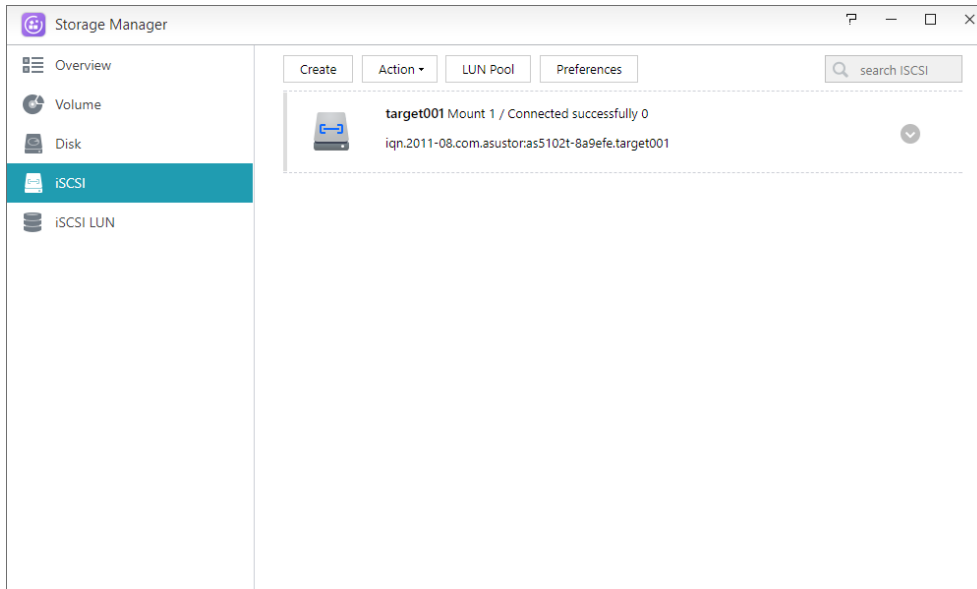 Storage Manager
Overview
Volume
Disk
iSCSI
iSCSI LUN
Create Action LUN Pool Preferences search ISCSI
target001 Mount 1 / Connected successfully 0
iqn.2011-08.com.asustor:as5102t-8a9efe.target001